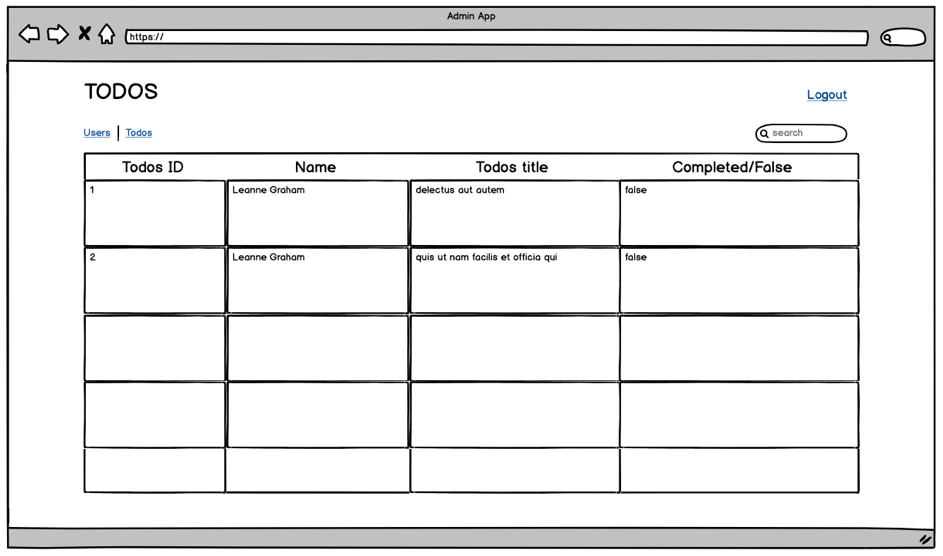 Admin App
https://
TODOS
Logout
Users | Todos
search
Todos ID Name Todos title Completed/False
1 Leanne Graham delectus aut autem false
2 Leanne Graham quis ut nam facilis et officia qui false